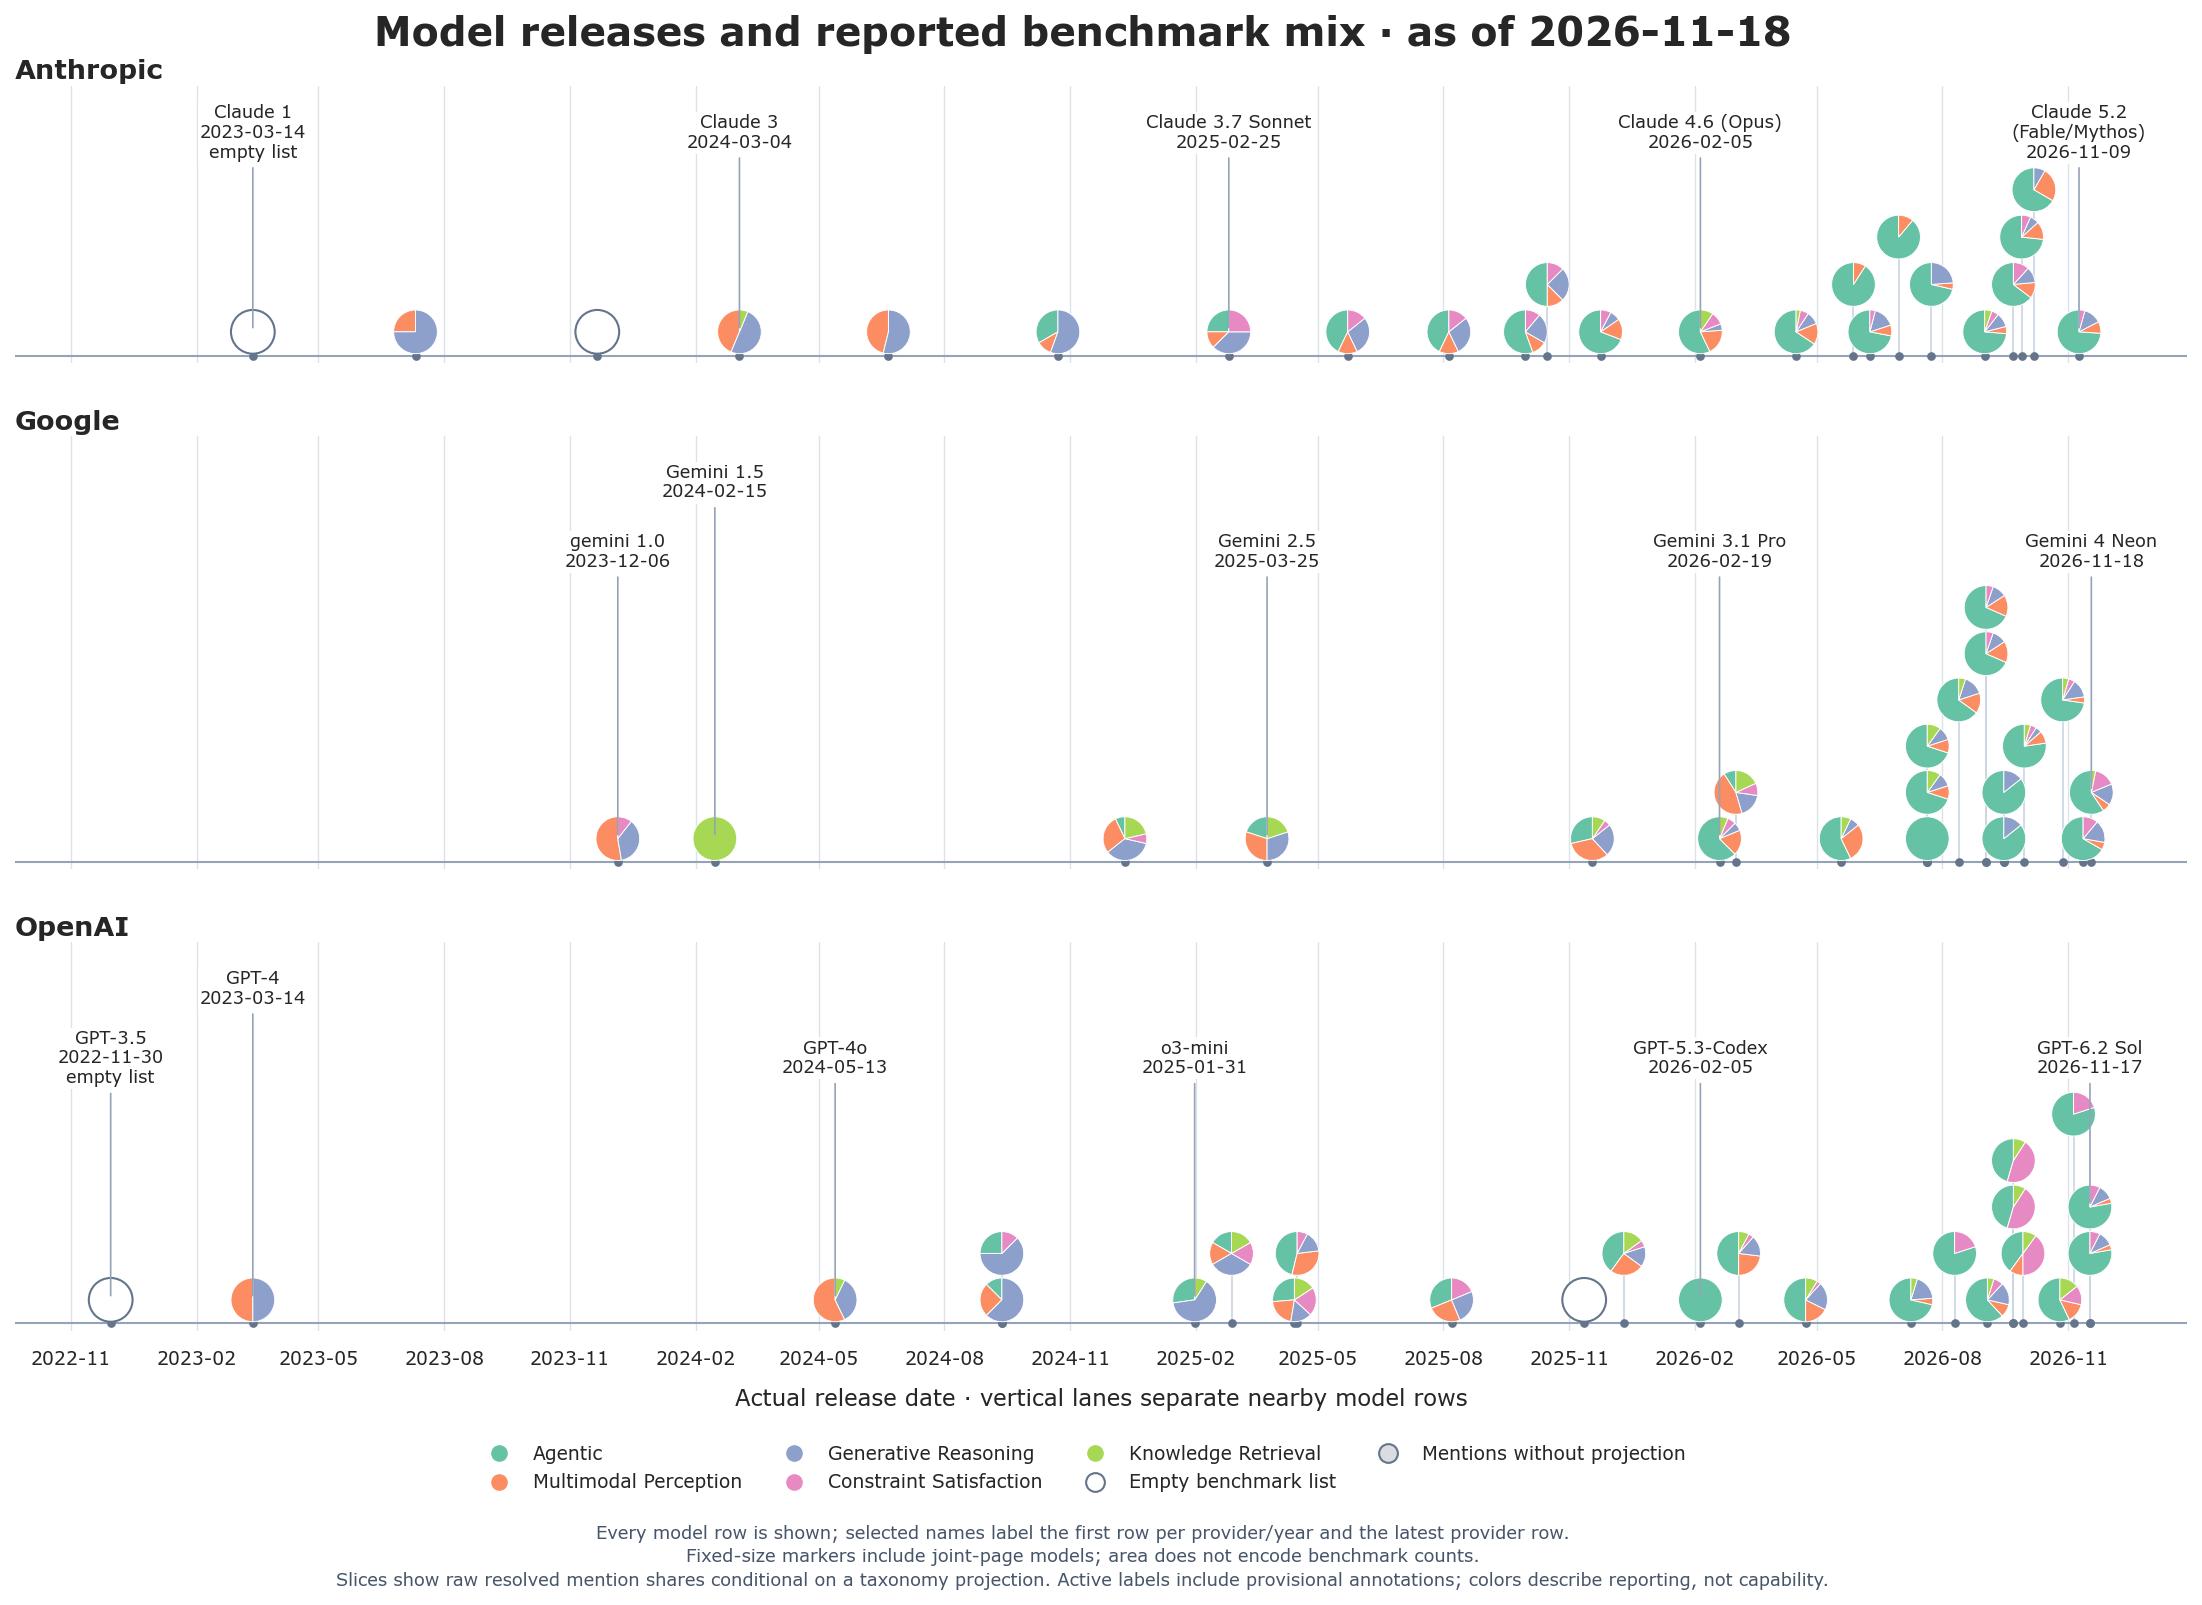 Model releases and reported benchmark mix · as of 2026-11-18
Anthropic
Claude 1
2023-03-14
empty list
Claude 3
2024-03-04
Claude 3.7 Sonnet
2025-02-25
Claude 4.6 (Opus)
2026-02-05
Claude 5.2
(Fable/Mythos)
2026-11-09
Google
gemini 1.0
2023-12-06
Gemini 1.5
2024-02-15
Gemini 2.5
2025-03-25
Gemini 3.1 Pro
2026-02-19
Gemini 4 Neon
2026-11-18
OpenAI
GPT-3.5
2022-11-30
empty list
GPT-4
2023-03-14
GPT-4o
2024-05-13
o3-mini
2025-01-31
GPT-5.3-Codex
2026-02-05
GPT-6.2 Sol
2026-11-17
2022-11 2023-02 2023-05 2023-08 2023-11 2024-02 2024-05 2024-08 2024-11 2025-02 2025-05 2025-08 2025-11 2026-02 2026-05 2026-08 2026-11
Actual release date · vertical lanes separate nearby model rows
Agentic Generative Reasoning Knowledge Retrieval Mentions without projection
Multimodal Perception Constraint Satisfaction Empty benchmark list
Every model row is shown; selected names label the first row per provider/year and the latest provider row.
Fixed-size markers include joint-page models; area does not encode benchmark counts.
Slices show raw resolved mention shares conditional on a taxonomy projection. Active labels include provisional annotations; colors describe reporting, not capability.